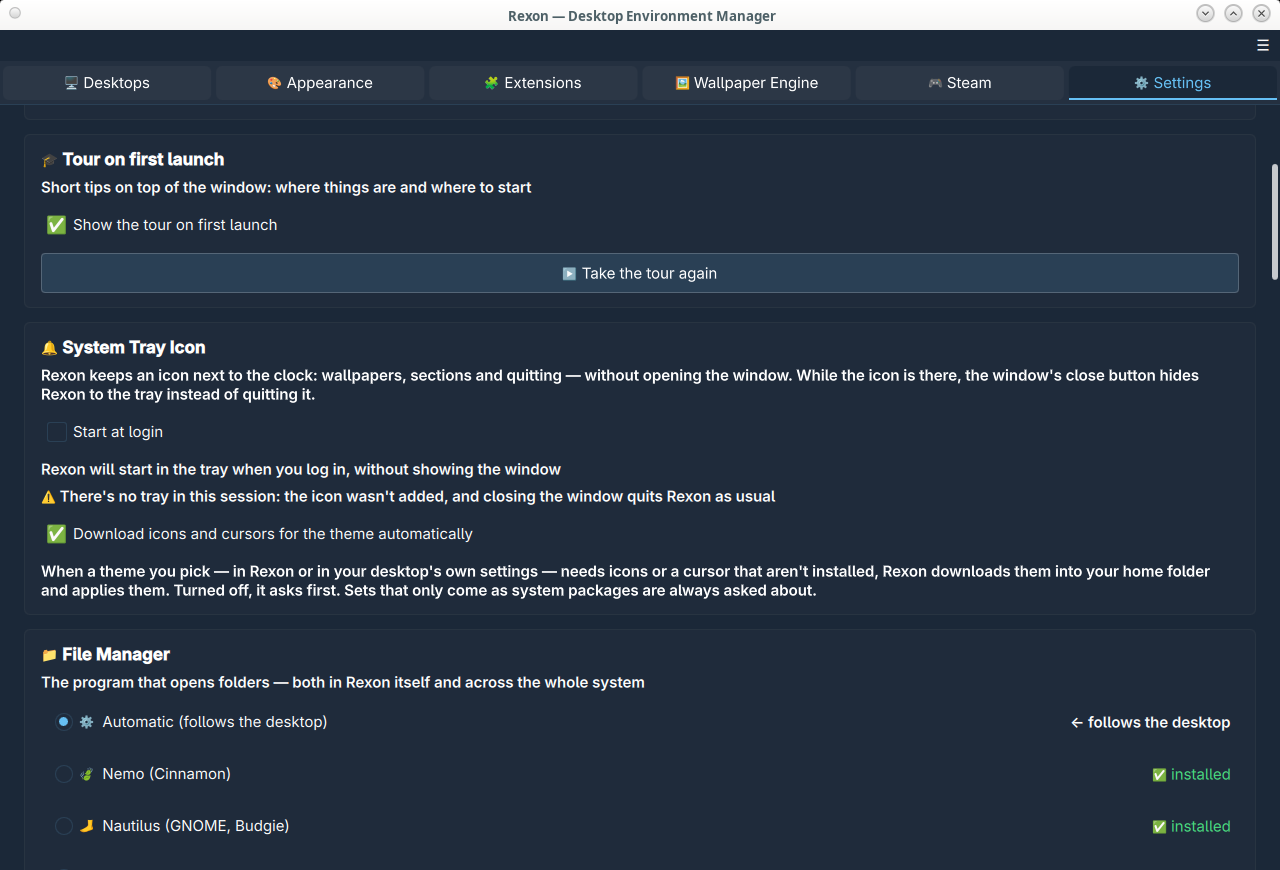 Rexon — Desktop Environment Manager
Desktops
Appearance
Extensions
Wallpaper Engine
Steam
Settings
Tour on first launch
Short tips on top of the window: where things are and where to start
Show the tour on first launch
Take the tour again
System Tray Icon
Rexon keeps an icon next to the clock: wallpapers, sections and quitting — without opening the window. While the icon is there, the window's close button hides
Rexon to the tray instead of quitting it.
Start at login
Rexon will start in the tray when you log in, without showing the window
There's no tray in this session: the icon wasn't added, and closing the window quits Rexon as usual
Download icons and cursors for the theme automatically
When a theme you pick — in Rexon or in your desktop's own settings — needs icons or a cursor that aren't installed, Rexon downloads them into your home folder
and applies them. Turned off, it asks first. Sets that only come as system packages are always asked about.
File Manager
The program that opens folders — both in Rexon itself and across the whole system
Automatic (follows the desktop)
← follows the desktop
Nemo (Cinnamon)
installed
Nautilus (GNOME, Budgie)
installed